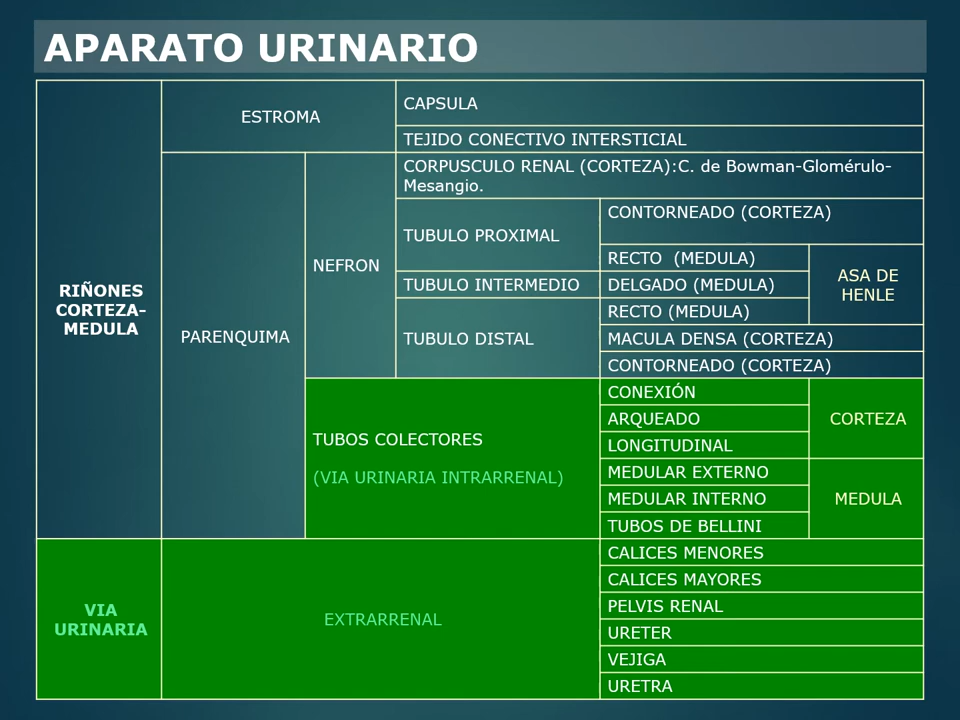 APARATO URINARIO
RIÑONES
CORTEZA-
MEDULA
ESTROMA
CAPSULA
TEJIDO CONECTIVO INTERSTICIAL
PARENQUIMA
NEFRON
CORPUSCULO RENAL (CORTEZA):C. de Bowman-Glomérulo-
Mesangio.
TUBULO PROXIMAL
CONTORNEADO (CORTEZA)
RECTO (MEDULA)
ASA DE
HENLE
TUBULO INTERMEDIO
DELGADO (MEDULA)
TUBULO DISTAL
RECTO (MEDULA)
MACULA DENSA (CORTEZA)
CONTORNEADO (CORTEZA)
TUBOS COLECTORES
(VIA URINARIA INTRARRENAL)
CONEXIÓN
ARQUEADO
LONGITUDINAL
CORTEZA
MEDULAR EXTERNO
MEDULAR INTERNO
TUBOS DE BELLINI
MEDULA
VIA
URINARIA
EXTRARRENAL
CALICES MENORES
CALICES MAYORES
PELVIS RENAL
URETER
VEJIGA
URETRA